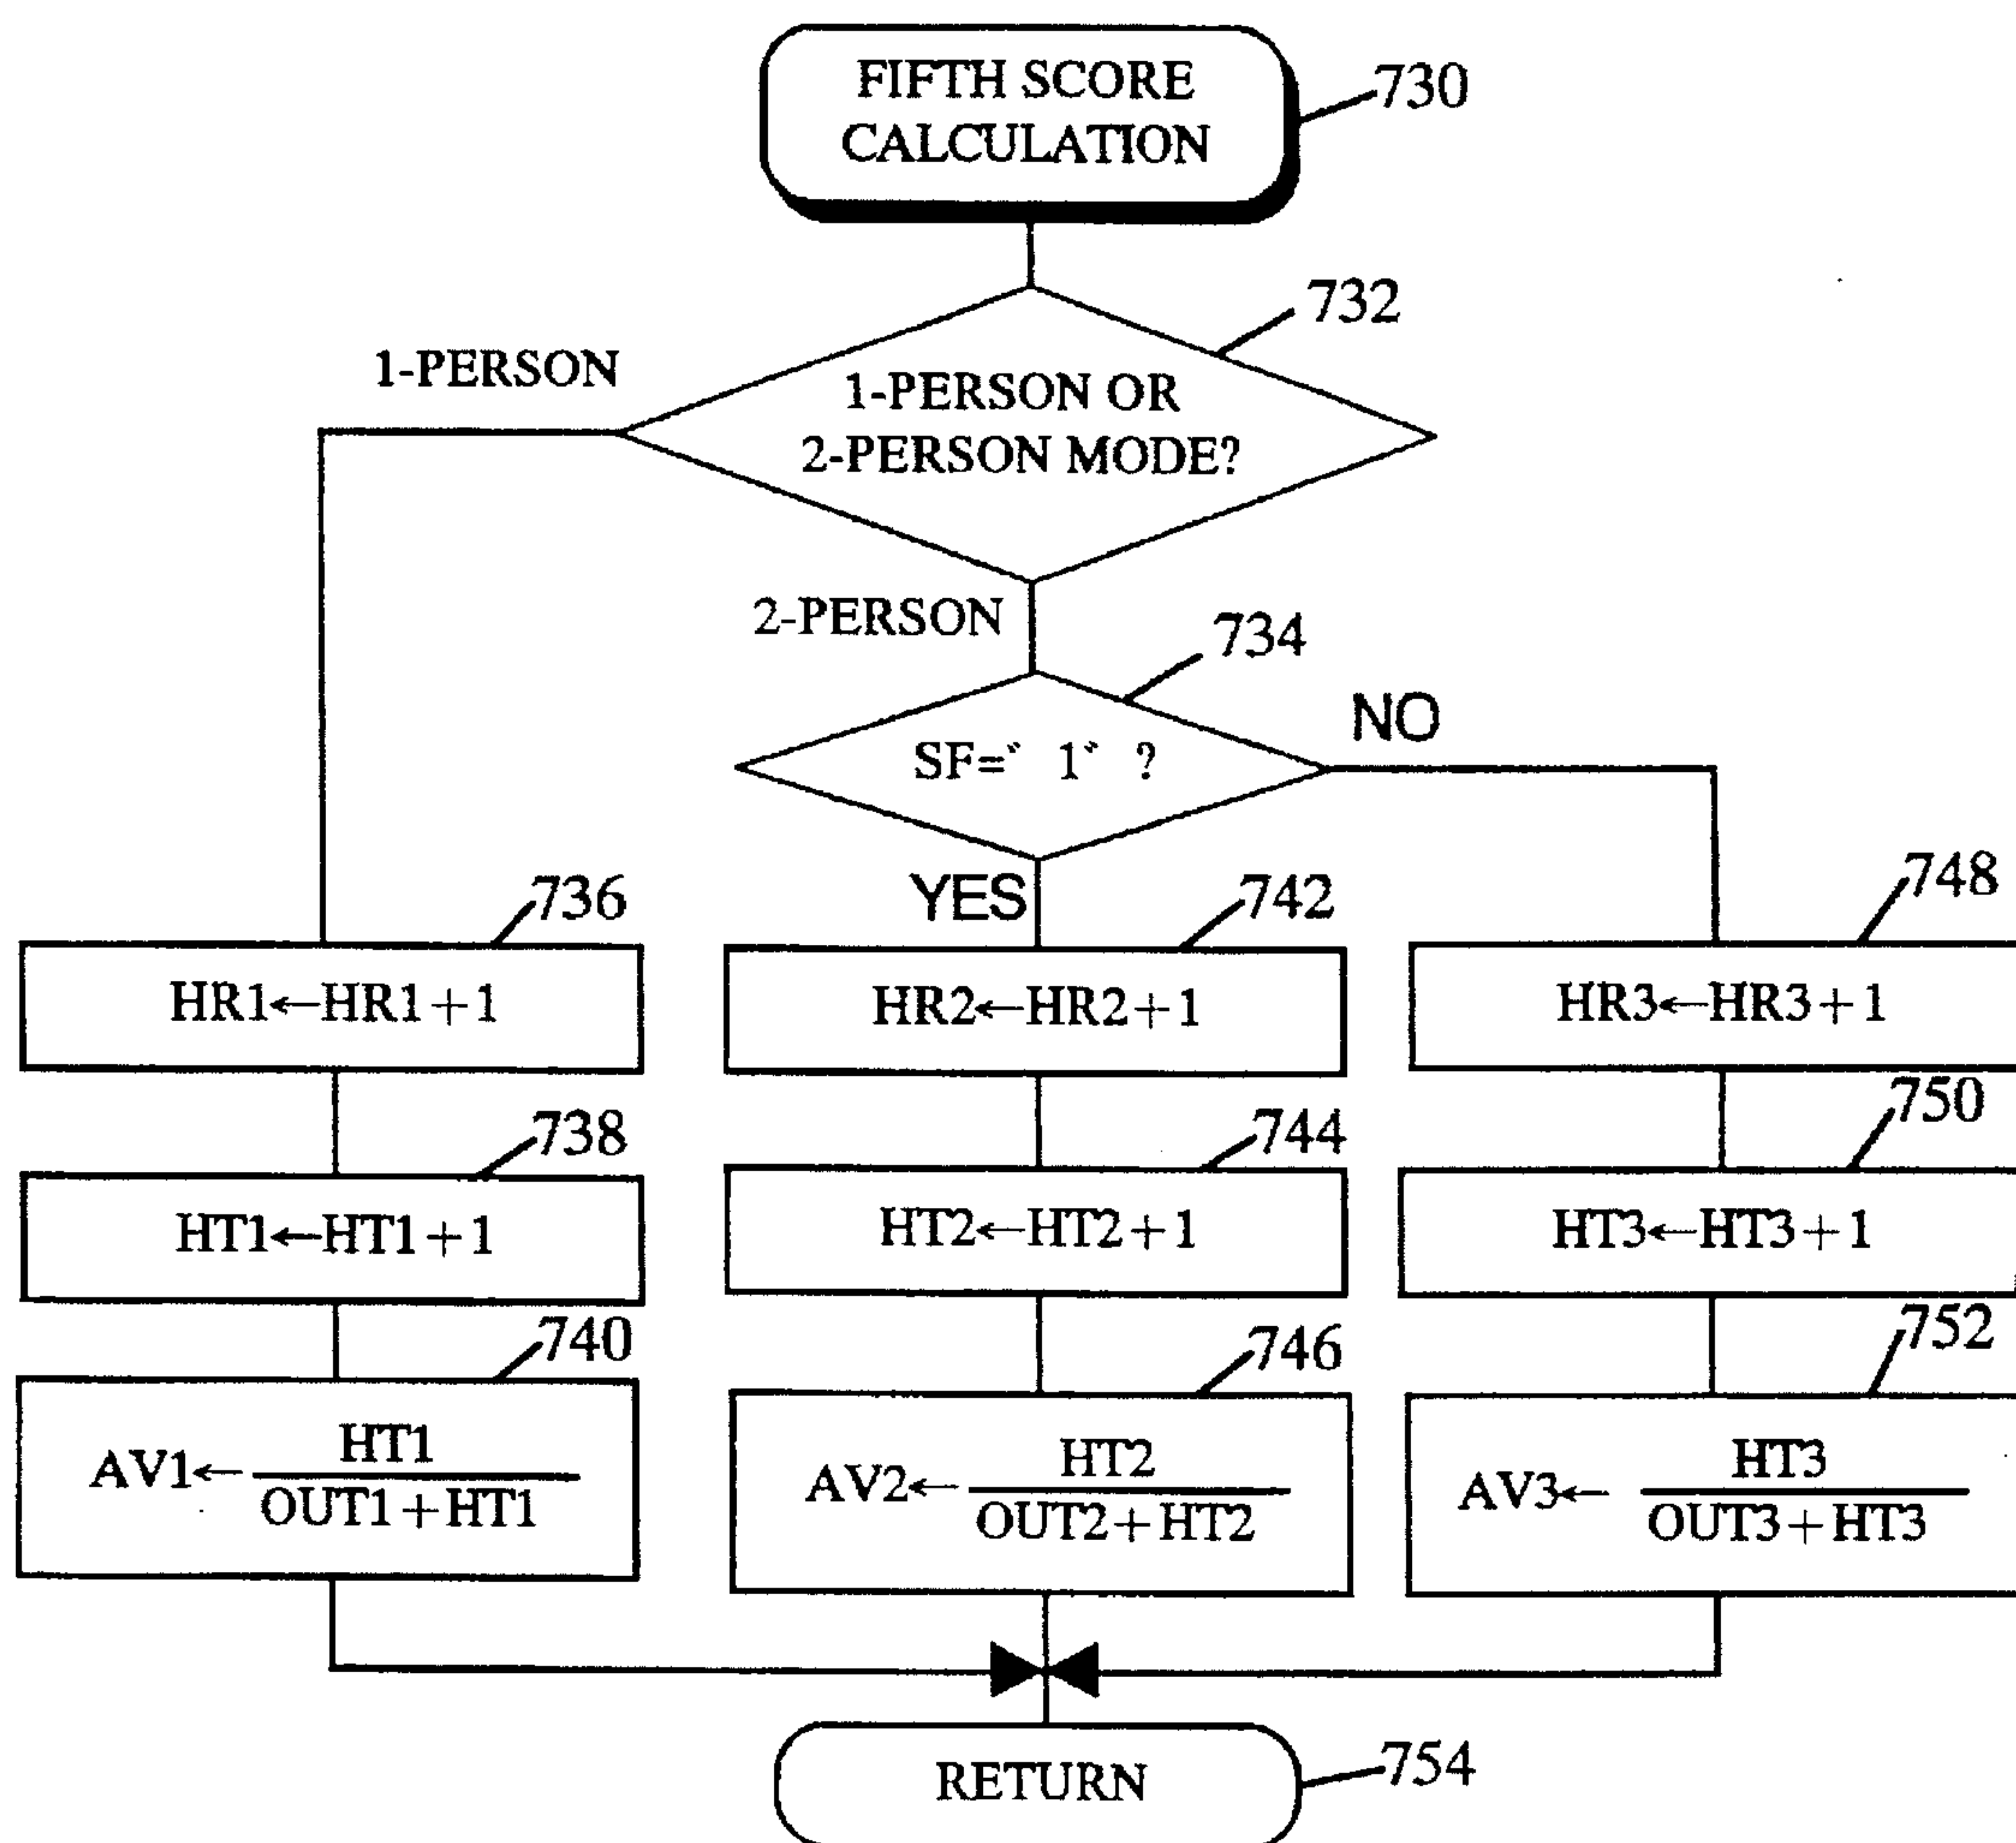 FIFTH SCORE
CALCULATION
730
732
1-PERSON
1-PERSON OR
2-PERSON MODE?
2-PERSON
734
SF=" 1" ?
NO
YES
736
HR1←HR1+1
742
HR2←HR2+1
748
HR3←HR3+1
738
HT1←HT1+1
744
HT2←HT2+1
750
HT3←HT3+1
740
AV1← HT1
OUT1+HT1
746
AV2← HT2
OUT2+HT2
752
AV3← HT3
OUT3+HT3
RETURN
754